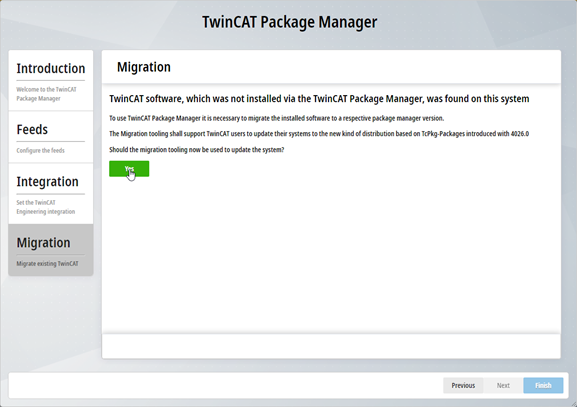 TwinCAT Package Manager
Introduction
Welcome to the TwinCAT
Package Manager
Feeds
Configure the feeds
Integration
Set the TwinCAT
Engineering integration
Migration
Migrate existing TwinCAT
Migration
TwinCAT software, which was not installed via the TwinCAT Package Manager, was found on this system
To use TwinCAT Package Manager it is necessary to migrate the installed software to a respective package manager version.
The Migration tooling shall support TwinCAT users to update their systems to the new kind of distribution based on TcPkg-Packages introduced with 4026.0
Should the migration tooling now be used to update the system?
Yes
Previous
Next
Finish